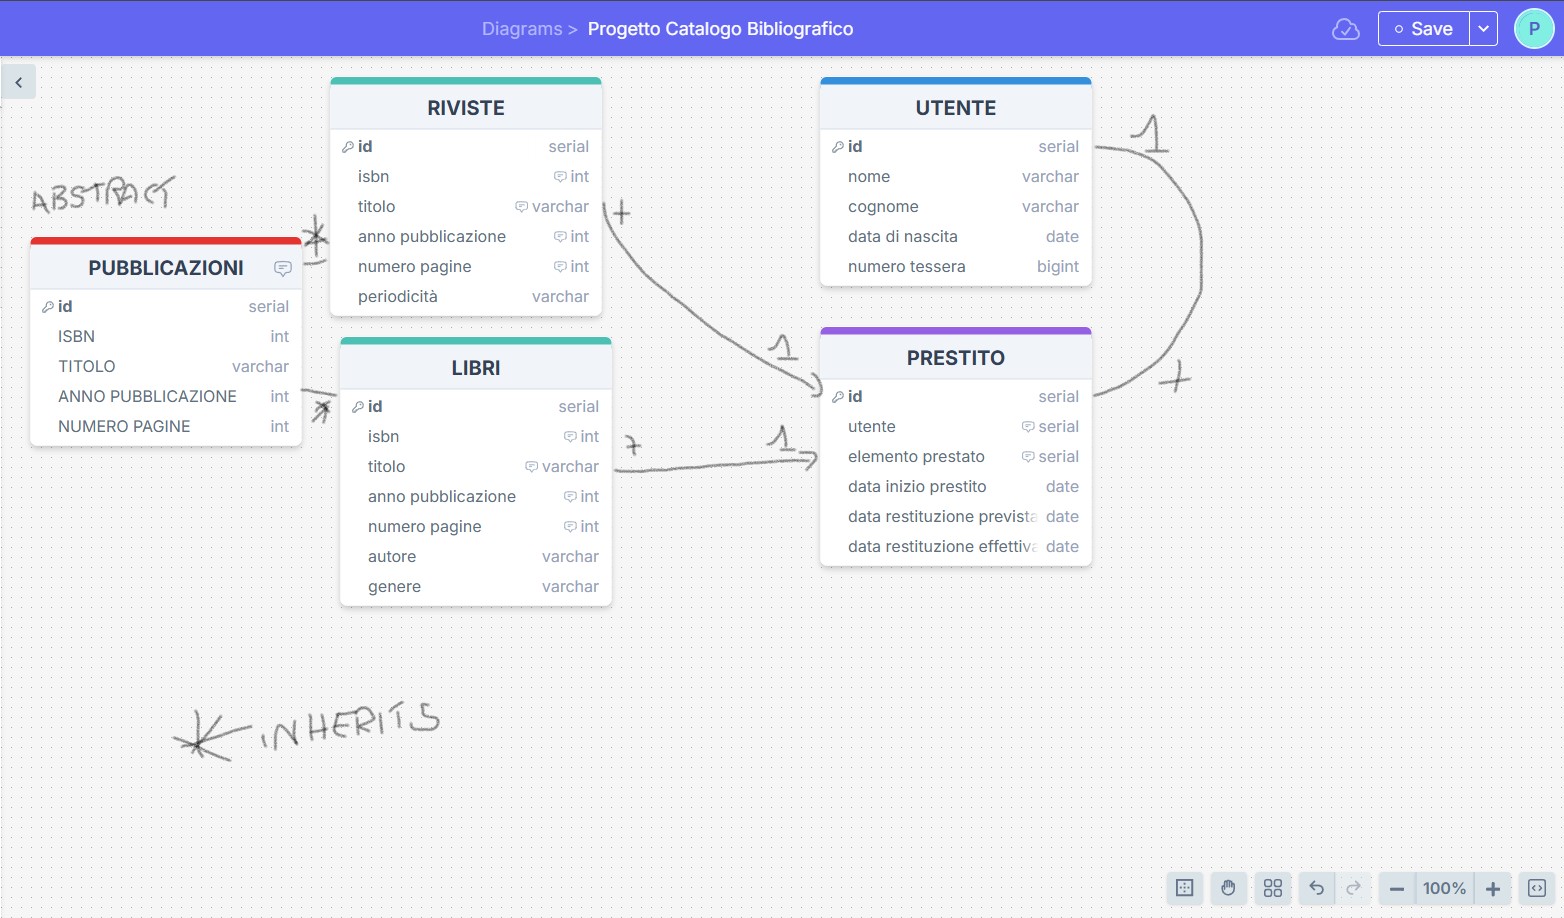 Diagrams > Progetto Catalogo Bibliografico
Save
P
RIVISTE
id serial
isbn int
titolo varchar
anno pubblicazione int
numero pagine int
periodicità varchar
UTENTE
id serial
nome varchar
cognome varchar
data di nascita date
numero tessera bigint
1
+
ABSTRACT
*
PUBBLICAZIONI
id serial
ISBN int
TITOLO varchar
ANNO PUBBLICAZIONE int
NUMERO PAGINE int
*
LIBRI
id serial
isbn int
titolo varchar
anno pubblicazione int
numero pagine int
autore varchar
genere varchar
+
1
+
1
PRESTITO
id serial
utente serial
elemento prestato serial
data inizio prestito date
data restituzione prevista date
data restituzione effettiva date
* INHERITS
100%